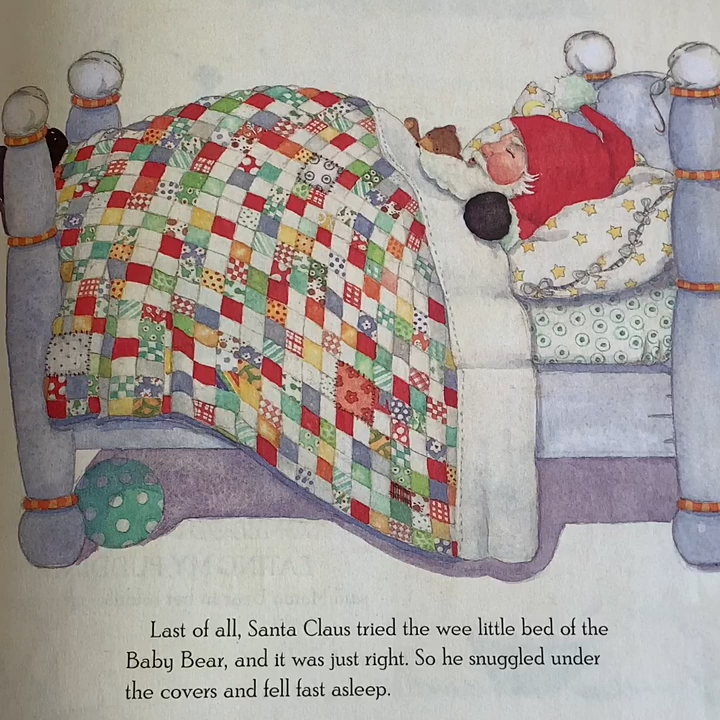 Last of all, Santa Claus tried the wee little bed of the
Baby Bear, and it was just right. So he snuggled under
the covers and fell fast asleep.